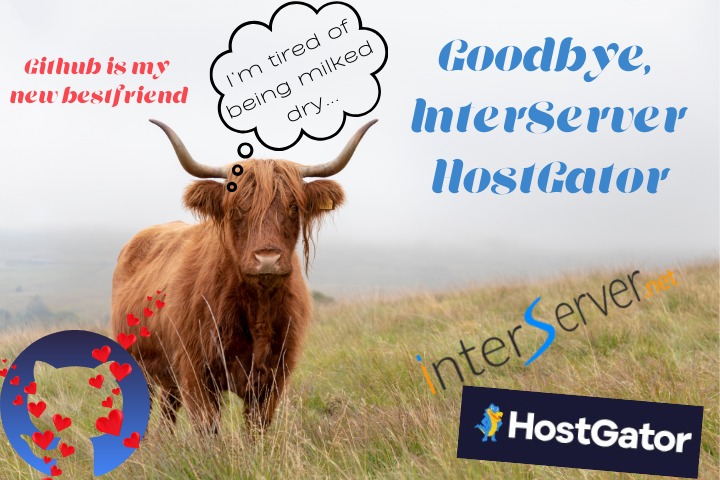 Github is my
new bestfriend
I'm tired of
being milked
dry...
Goodbye,
InterServer
HostGator
interServer.net
HostGator